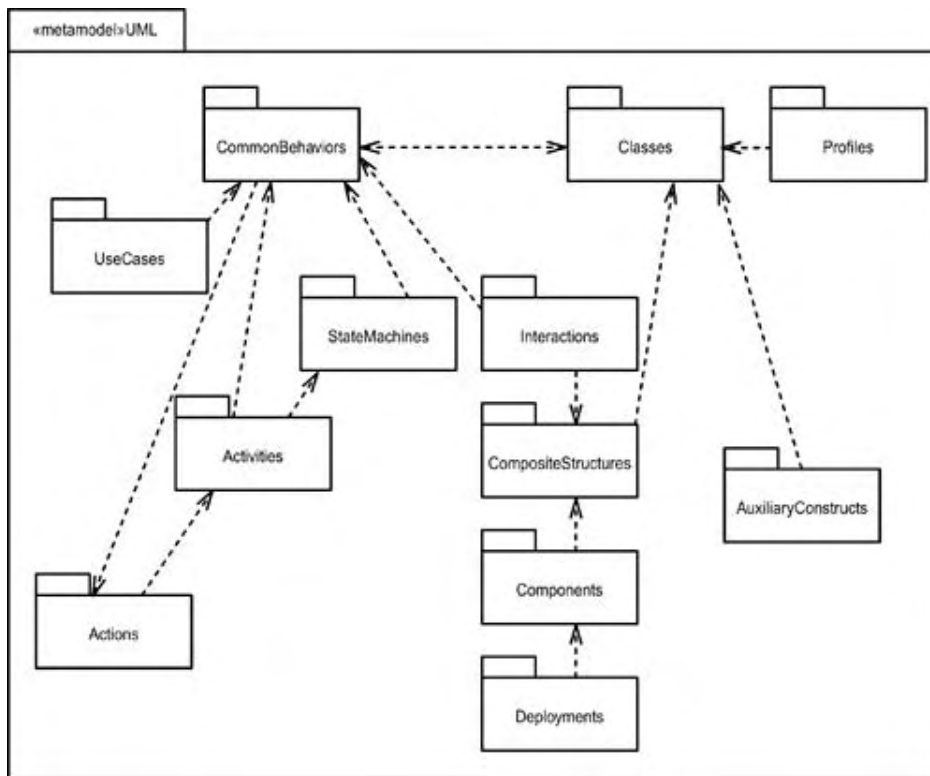 «metamodel»UML
CommonBehaviors
Classes
Profiles
UseCases
StateMachines
Interactions
Activities
CompositeStructures
AuxiliaryConstructs
Components
Actions
Deployments